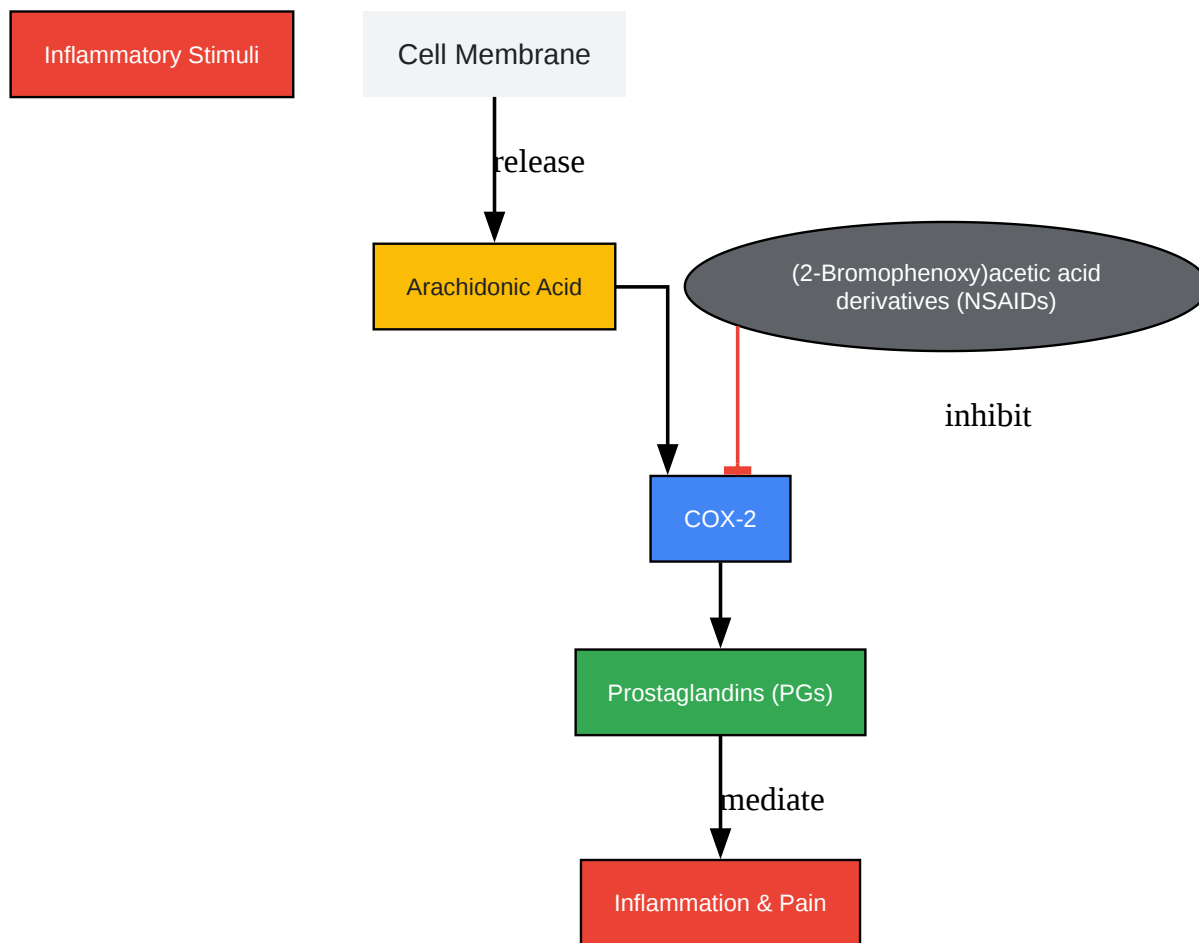 Inflammatory Stimuli
Cell Membrane
release
Arachidonic Acid
(2-Bromophenoxy)acetic acid
derivatives (NSAIDs)
inhibit
COX-2
Prostaglandins (PGs)
mediate
Inflammation & Pain